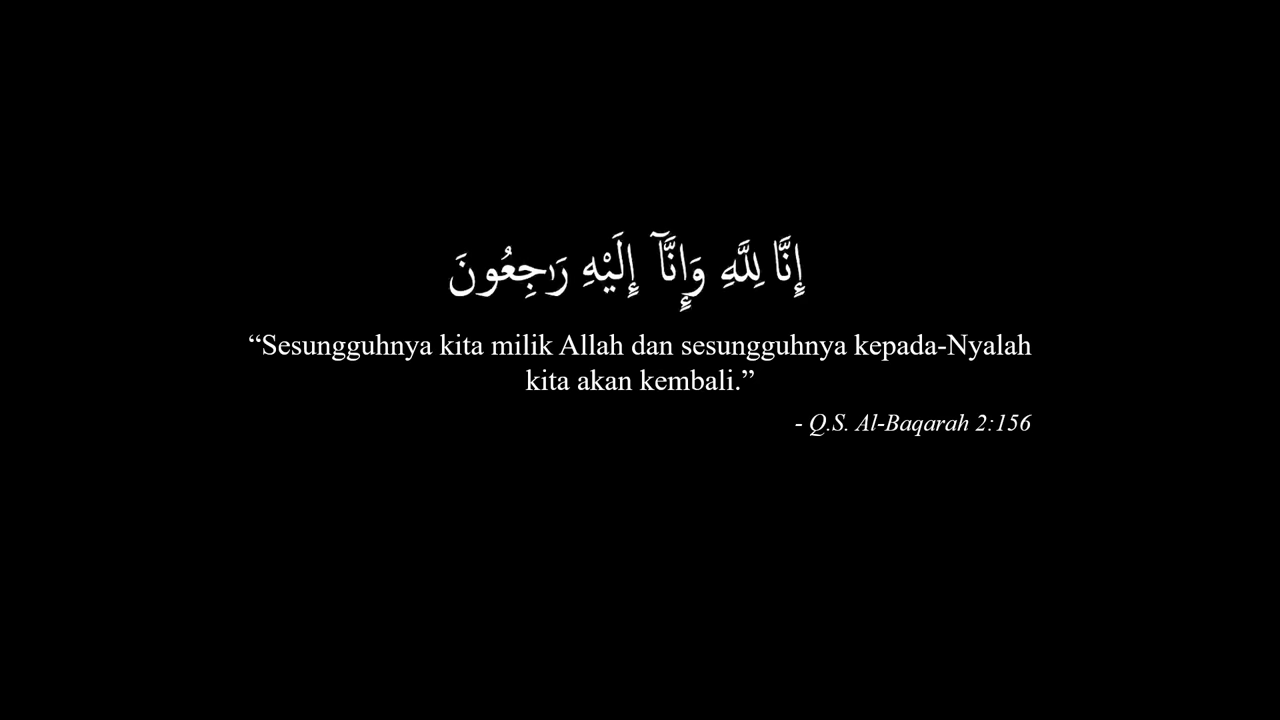 إِنَّا لِلَّهِ وَإِنَّآ إِلَيْهِ رَٰجِعُونَ
“Sesungguhnya kita milik Allah dan sesungguhnya kepada-Nyalah
kita akan kembali.”
- Q.S. Al-Baqarah 2:156